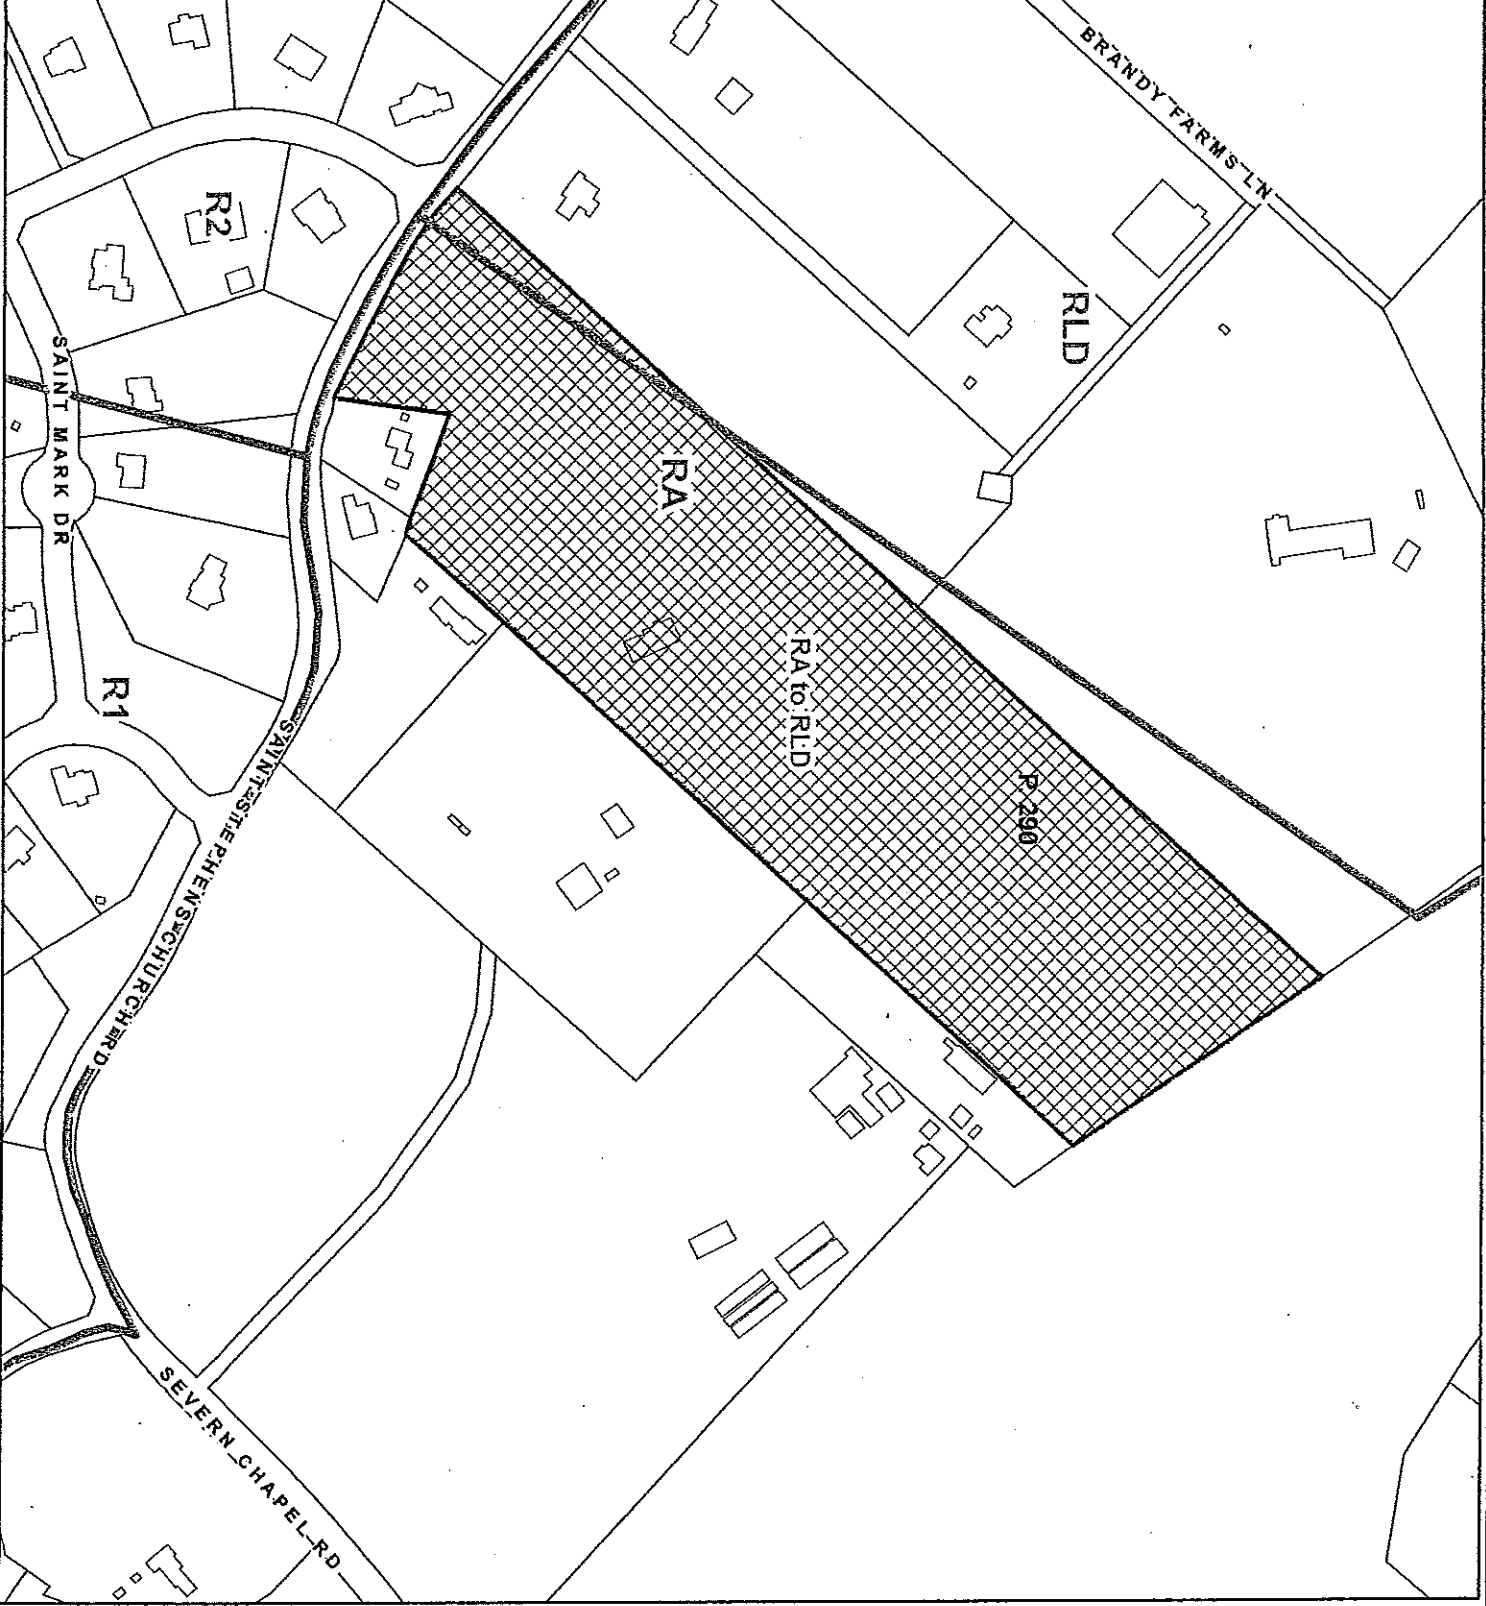 BRANDY FARMS LN
RLD
R2
SAINT MARK DR
RA
RA to RLD
P 290
R1
SAINT STEPHENS CHURCH RD
SEVERN CHAPEL RD